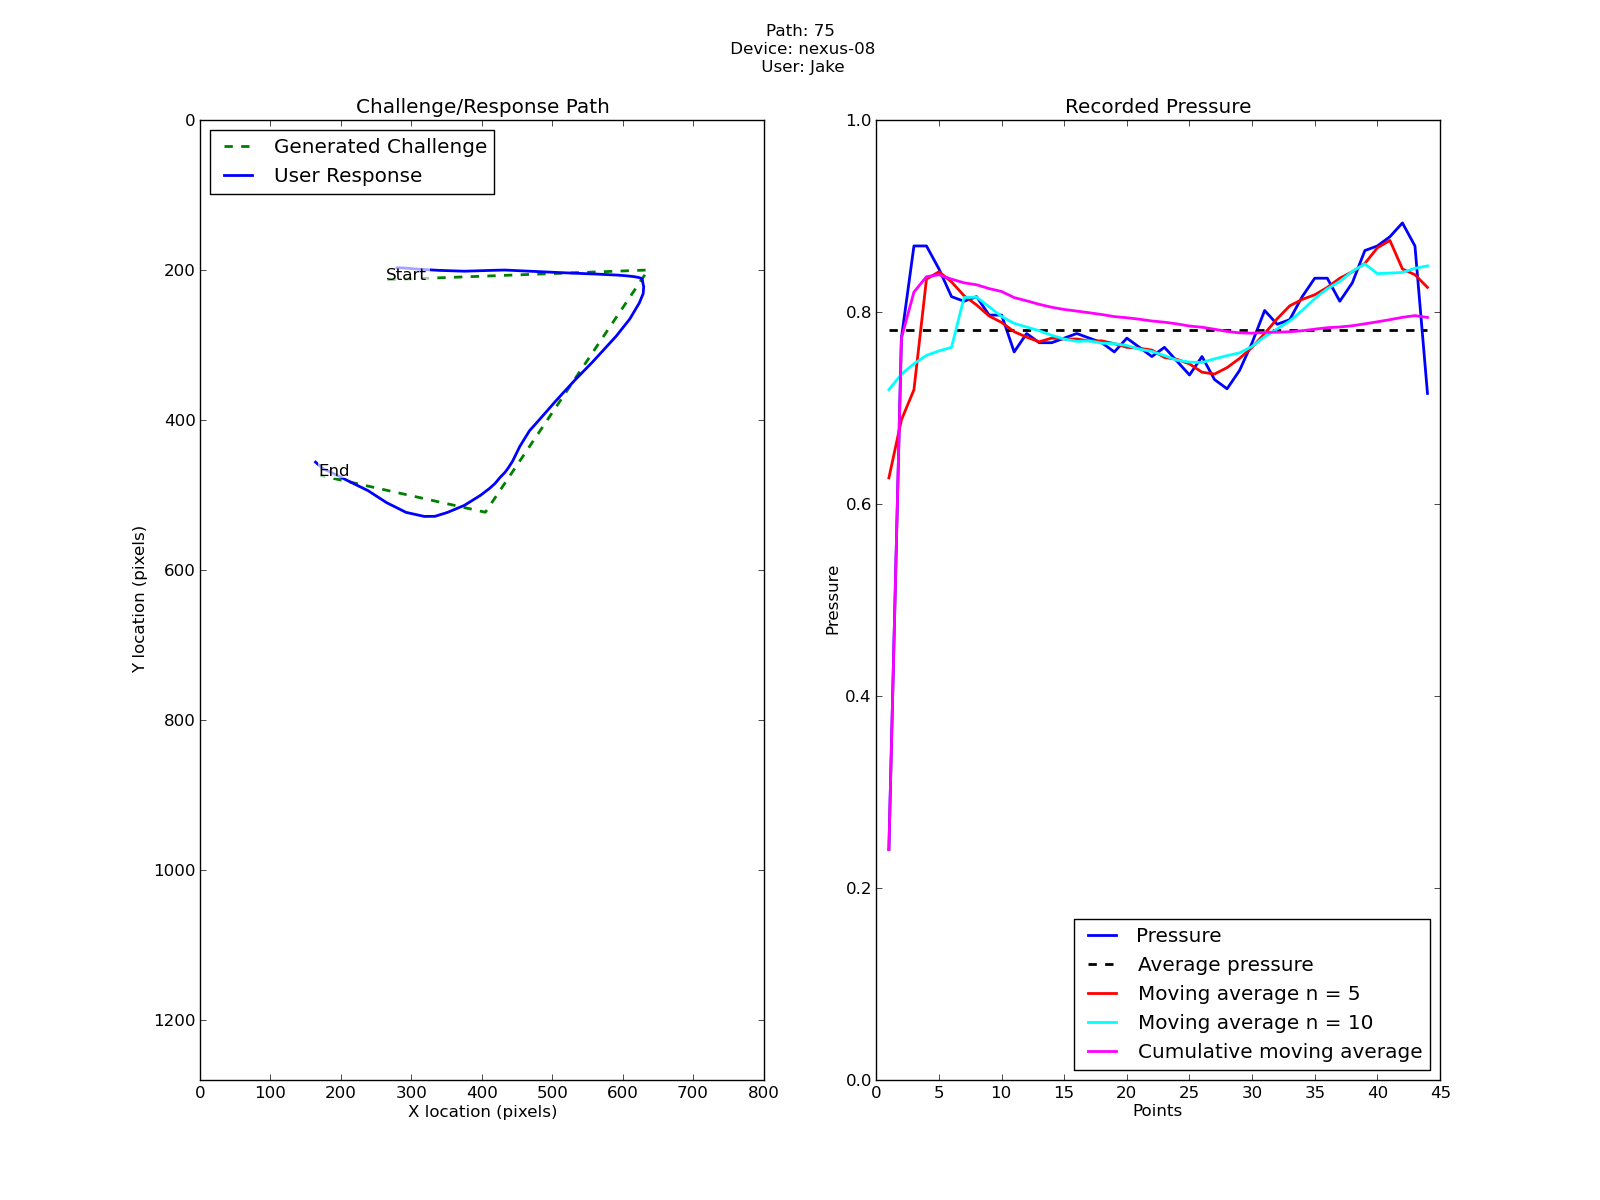 Path: 75
Device: nexus-08
User: Jake
Challenge/Response Path
Generated Challenge
User Response
Start
End
0
200
400
600
800
1000
1200
Y location (pixels)
0 100 200 300 400 500 600 700 800
X location (pixels)
Recorded Pressure
1.0
0.8
0.6
0.4
0.2
0.0
Pressure
Pressure
Average pressure
Moving average n = 5
Moving average n = 10
Cumulative moving average
0 5 10 15 20 25 30 35 40 45
Points